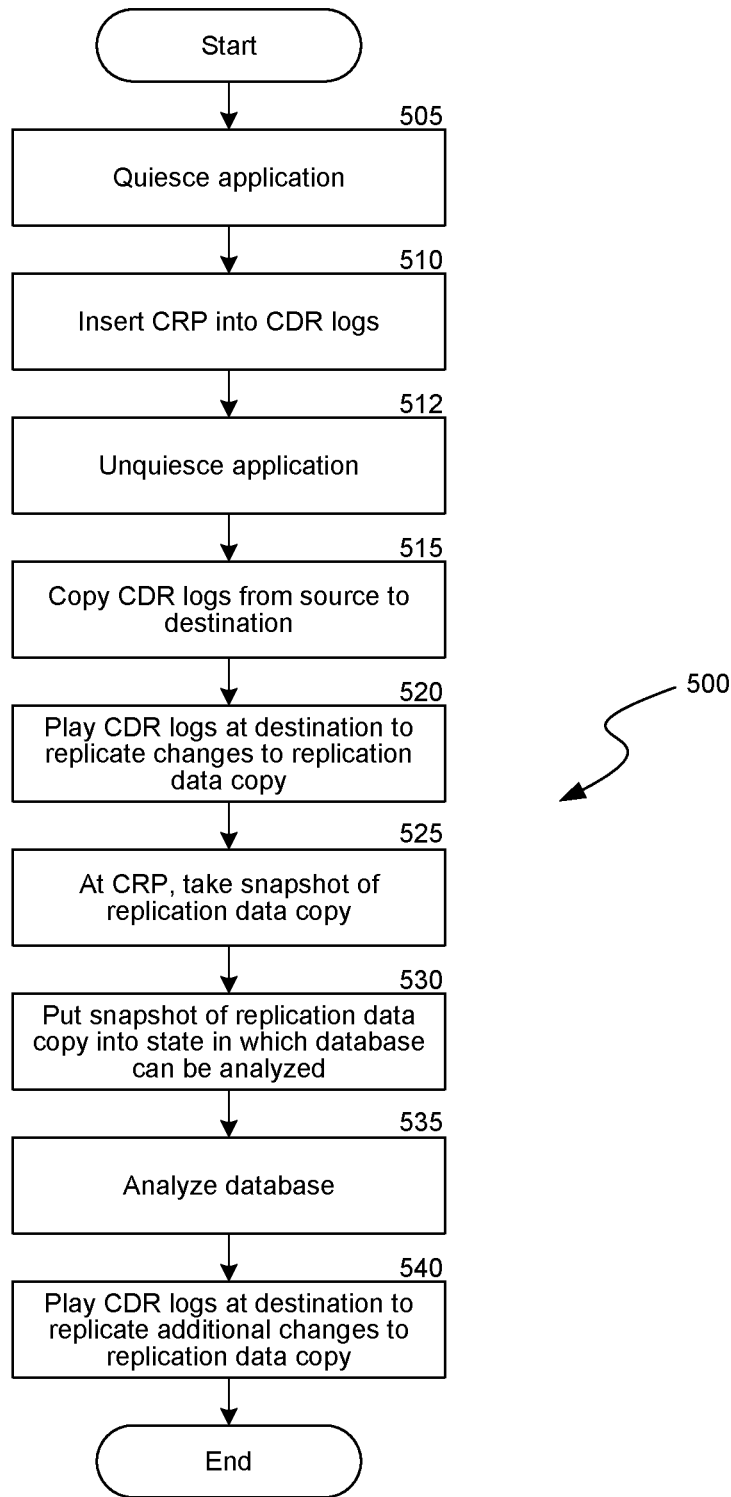 Start
505
Quiesce application
510
Insert CRP into CDR logs
512
Unquiesce application
515
Copy CDR logs from source to
destination
520
Play CDR logs at destination to
replicate changes to replication
data copy
500
525
At CRP, take snapshot of
replication data copy
530
Put snapshot of replication data
copy into state in which database
can be analyzed
535
Analyze database
540
Play CDR logs at destination to
replicate additional changes to
replication data copy
End